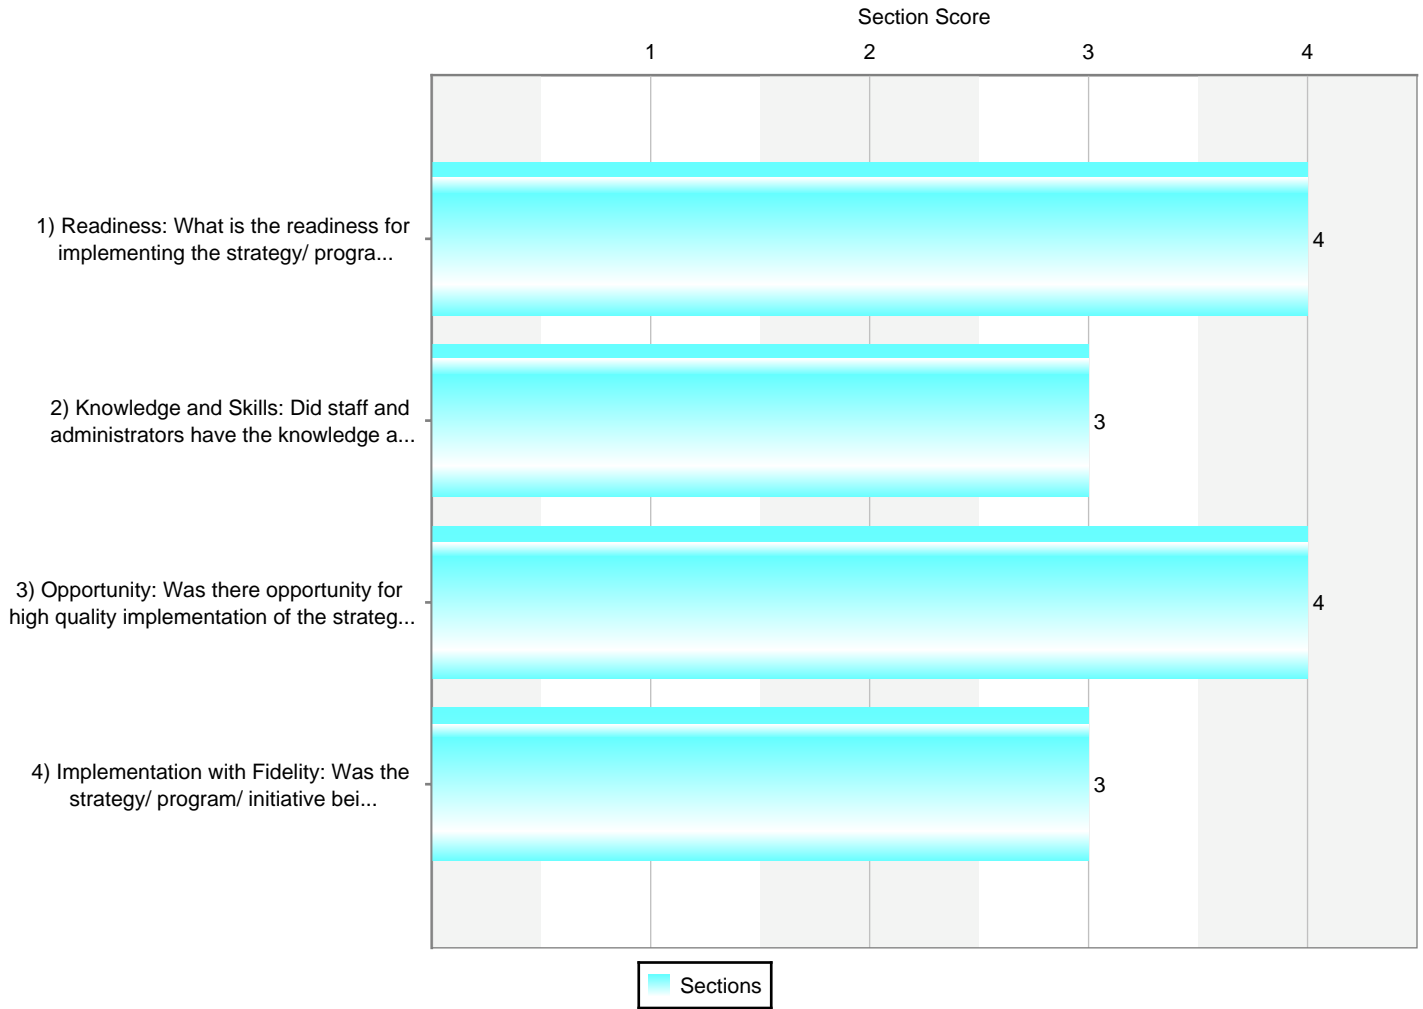 Section Score
1 2 3 4
1) Readiness: What is the readiness for
implementing the strategy/ progra...
4
2) Knowledge and Skills: Did staff and
administrators have the knowledge a...
3
3) Opportunity: Was there opportunity for
high quality implementation of the strateg...
4
4) Implementation with Fidelity: Was the
strategy/ program/ initiative bei...
3
Sections